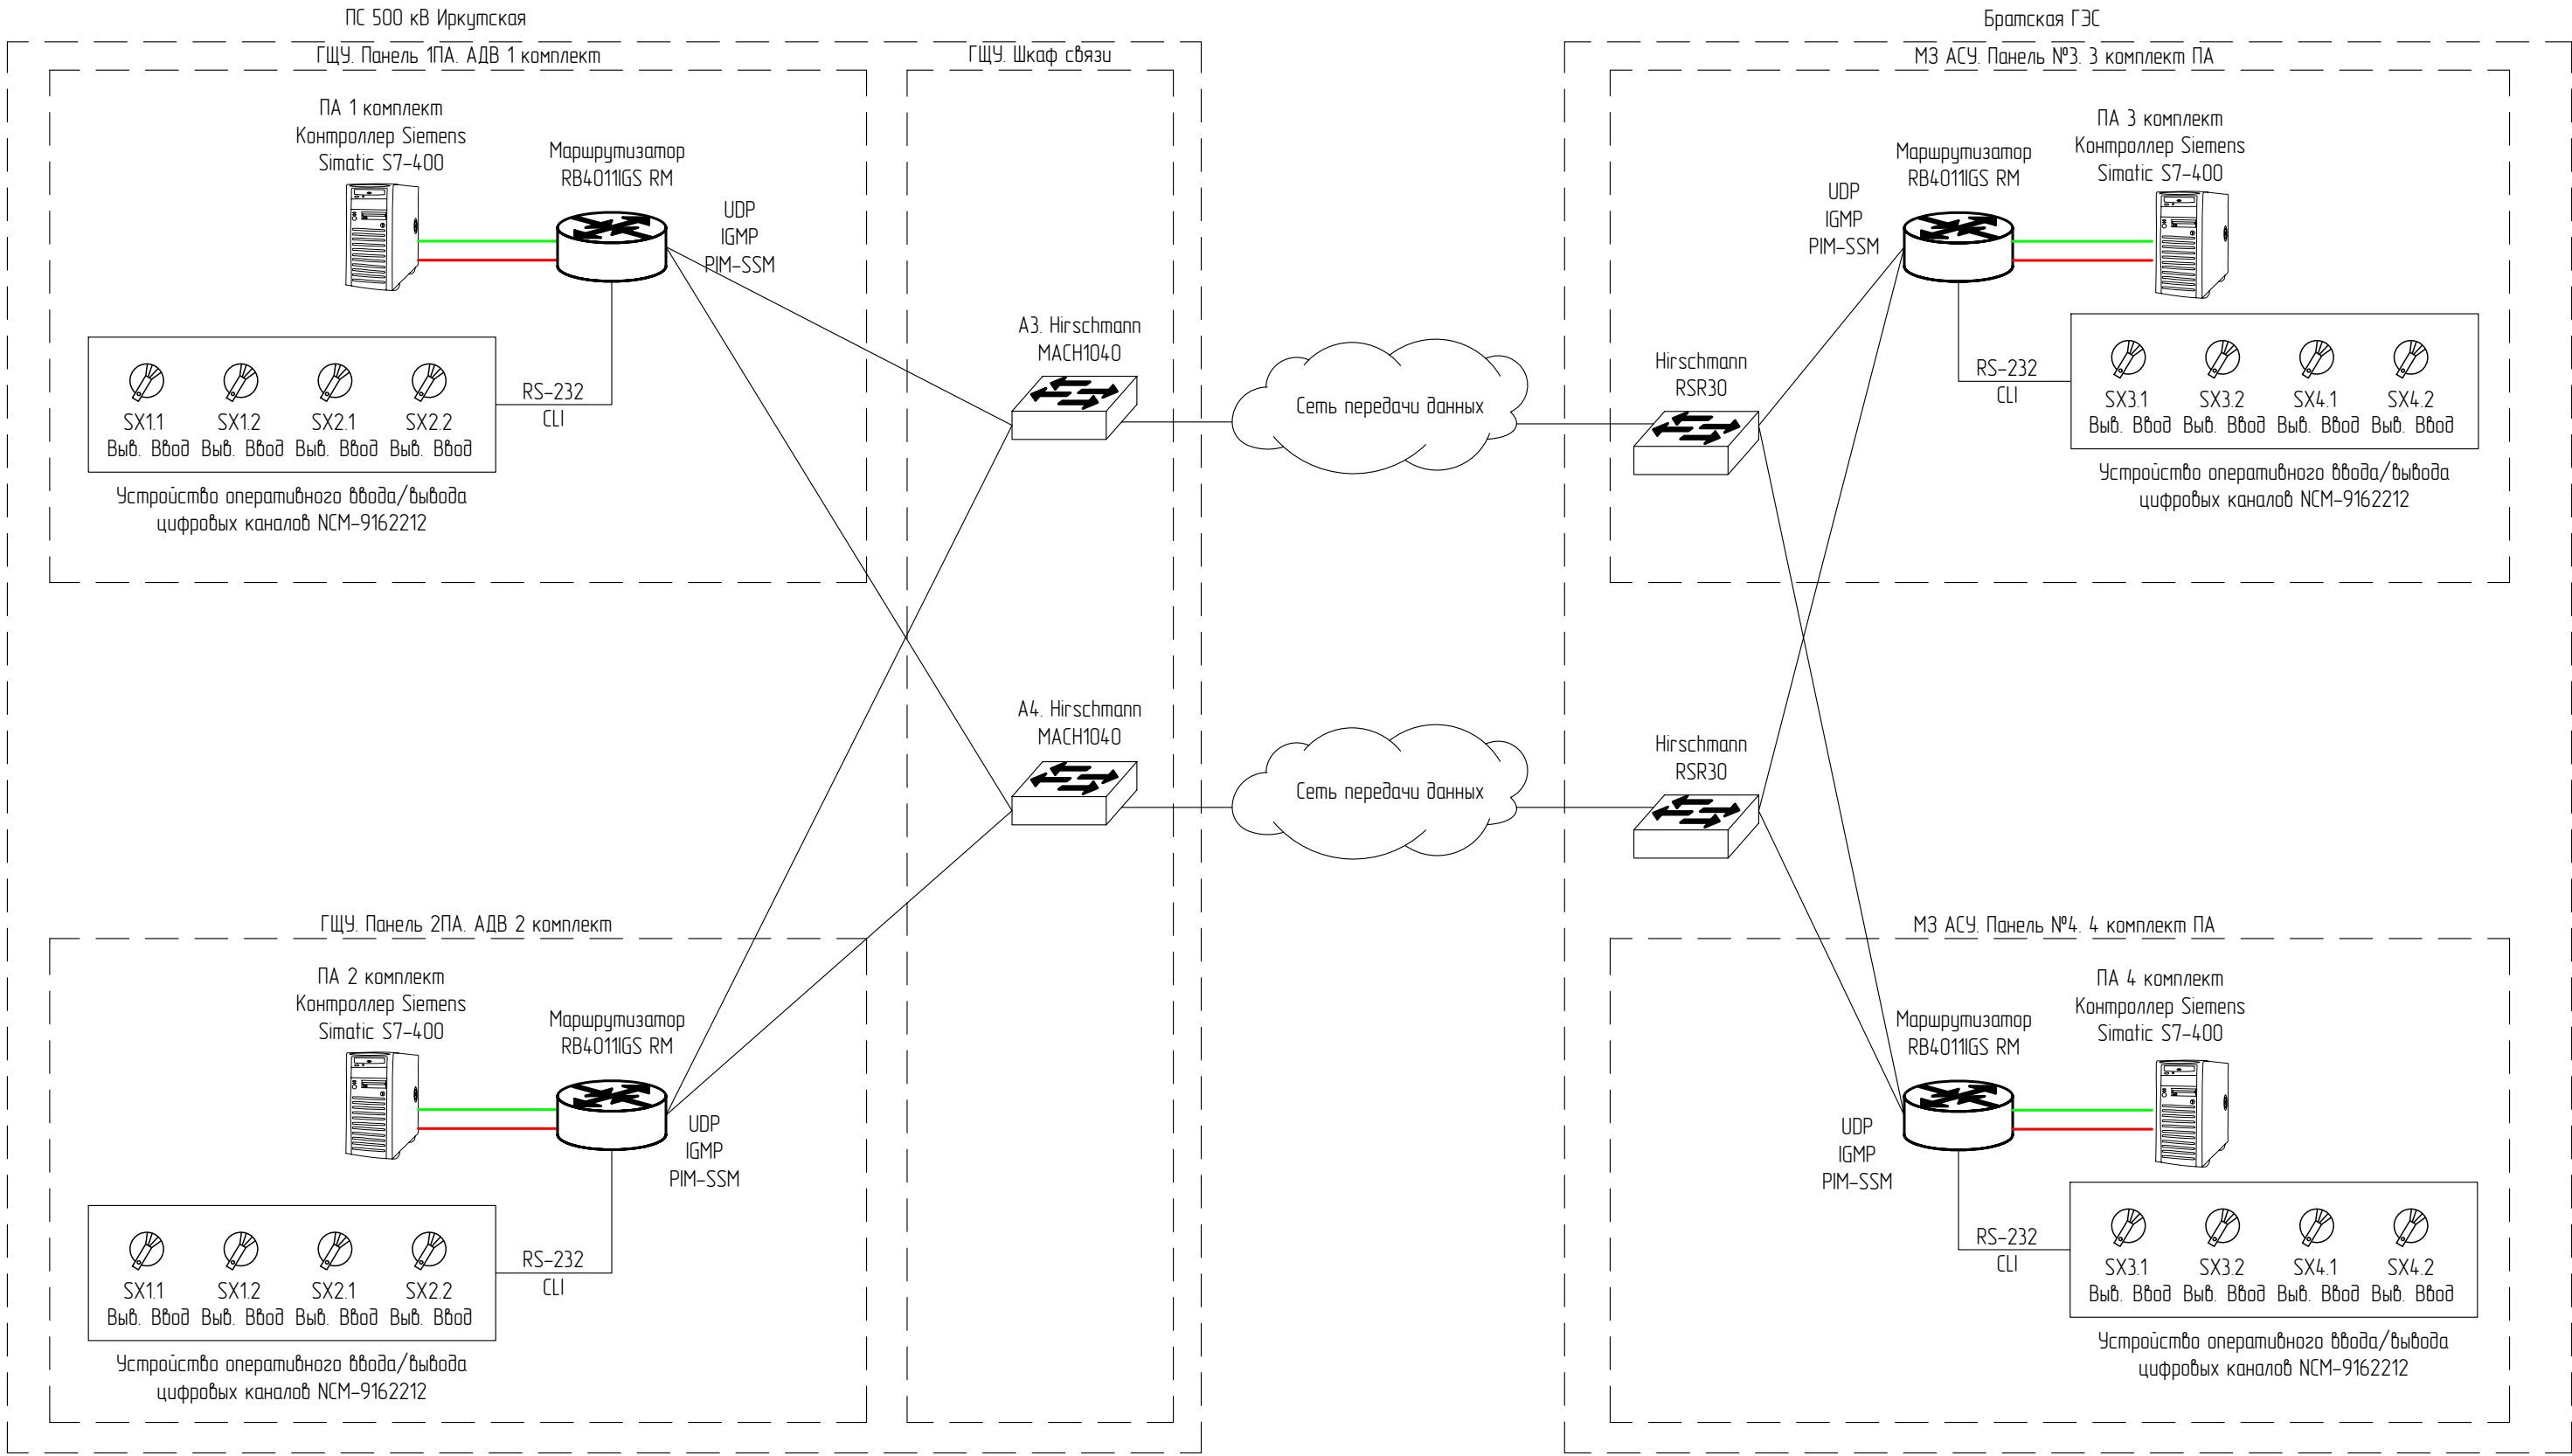 ПС 500 кВ Иркутская
ГЩУ. Панель 1ПА. АДВ 1 комплект
ПА 1 комплект
Контроллер Siemens
Simatic S7-400
Маршрутизатор
RB4011IGS RM
UDP
IGMP
PIM-SSM
SX1.1
SX1.2
SX2.1
SX2.2
Выв. Ввод
Выв. Ввод
Выв. Ввод
Выв. Ввод
RS-232
CLI
Устройство оперативного ввода/вывода
цифровых каналов NCM-9162212
ГЩУ. Шкаф связи
А3. Hirschmann
MACH1040
А4. Hirschmann
MACH1040
ГЩУ. Панель 2ПА. АДВ 2 комплект
ПА 2 комплект
Контроллер Siemens
Simatic S7-400
Маршрутизатор
RB4011IGS RM
UDP
IGMP
PIM-SSM
SX1.1
SX1.2
SX2.1
SX2.2
Выв. Ввод
Выв. Ввод
Выв. Ввод
Выв. Ввод
RS-232
CLI
Устройство оперативного ввода/вывода
цифровых каналов NCM-9162212
Сеть передачи данных
Сеть передачи данных
Братская ГЭС
МЗ АСУ. Панель №3. 3 комплект ПА
UDP
IGMP
PIM-SSM
Маршрутизатор
RB4011IGS RM
ПА 3 комплект
Контроллер Siemens
Simatic S7-400
Hirschmann
RSR30
RS-232
CLI
SX3.1
SX3.2
SX4.1
SX4.2
Выв. Ввод
Выв. Ввод
Выв. Ввод
Выв. Ввод
Устройство оперативного ввода/вывода
цифровых каналов NCM-9162212
Hirschmann
RSR30
МЗ АСУ. Панель №4. 4 комплект ПА
ПА 4 комплект
Контроллер Siemens
Simatic S7-400
Маршрутизатор
RB4011IGS RM
UDP
IGMP
PIM-SSM
RS-232
CLI
SX3.1
SX3.2
SX4.1
SX4.2
Выв. Ввод
Выв. Ввод
Выв. Ввод
Выв. Ввод
Устройство оперативного ввода/вывода
цифровых каналов NCM-9162212